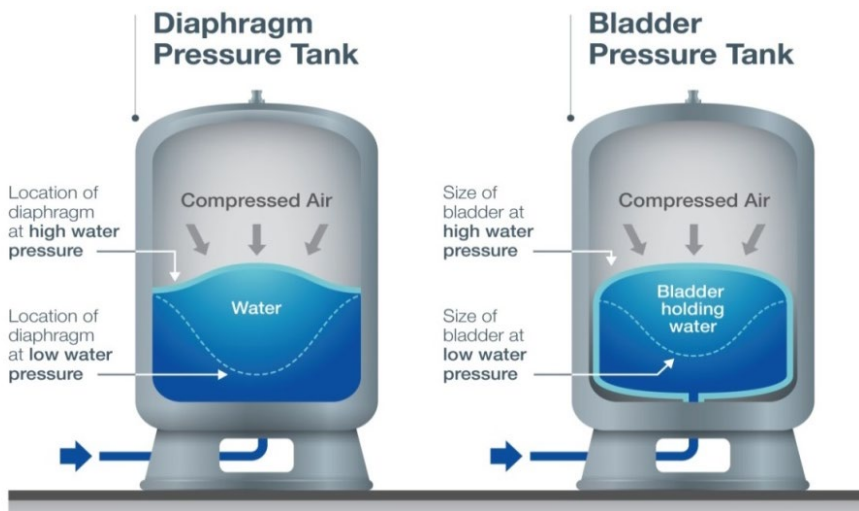 Diaphragm
Pressure Tank
Location of
diaphragm
at high water
pressure
Compressed Air
Water
Location of
diaphragm
at low water
pressure
Bladder
Pressure Tank
Size of
bladder at
high water
pressure
Compressed Air
Bladder
holding
water
Size of
bladder at
low water
pressure